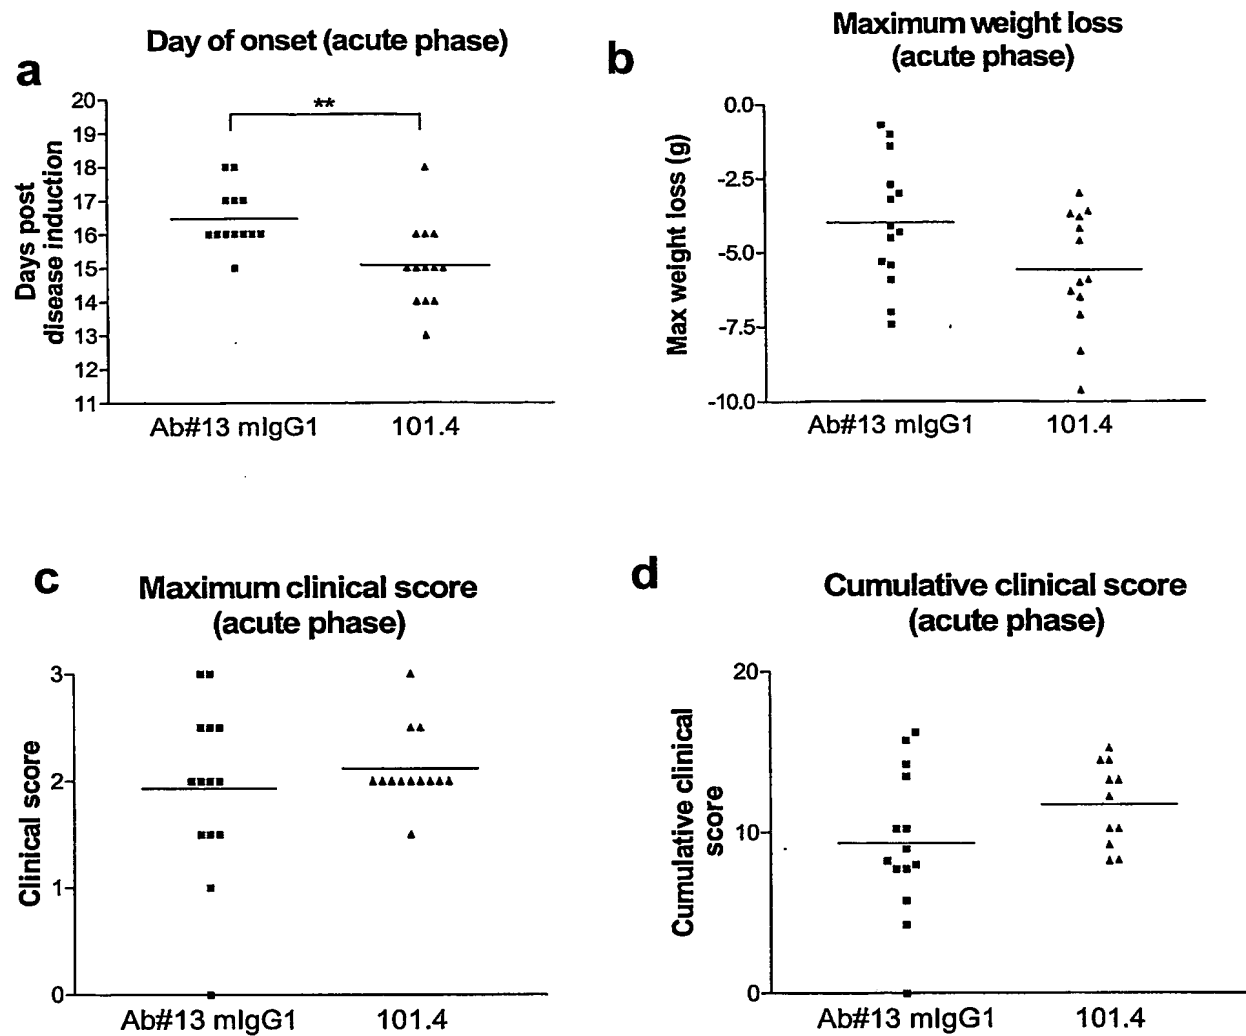 a
Day of onset (acute phase)
Days post
disease induction
20
19
18
17
16
15
14
13
12
11
**
Ab#13 mIgG1
101.4
b
Maximum weight loss
(acute phase)
Max weight loss (g)
0.0
-2.5
-5.0
-7.5
-10.0
Ab#13 mIgG1
101.4
c
Maximum clinical score
(acute phase)
Clinical score
3
2
1
0
Ab#13 mIgG1
101.4
d
Cumulative clinical score
(acute phase)
Cumulative clinical
score
20
10
0
Ab#13 mIgG1
101.4